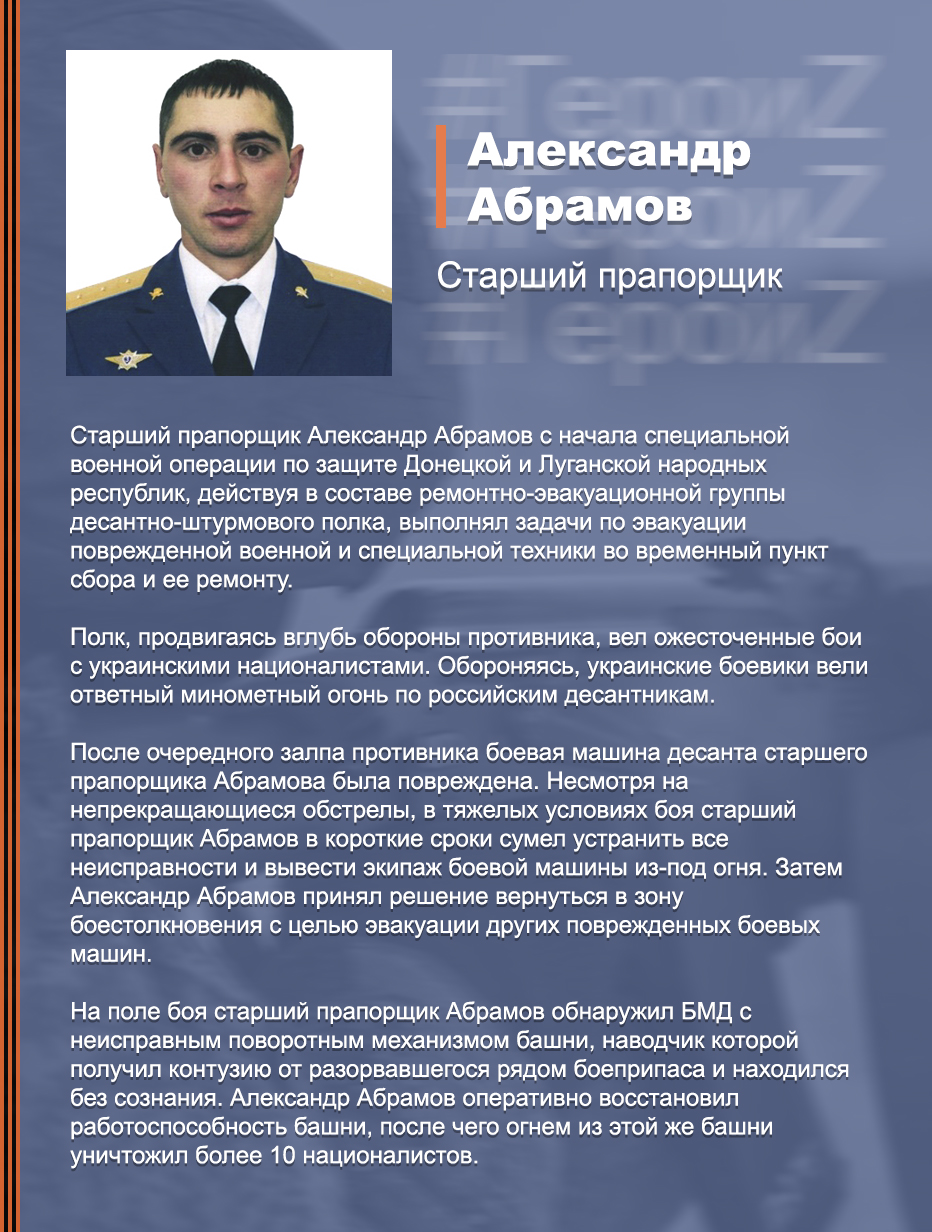 #ГероиZ
Александр
#ГероиZ
Абрамов
Старший прапорщик
#ГероиZ
Старший прапорщик Александр Абрамов с начала специальной
военной операции по защите Донецкой и Луганской народных
республик, действуя в составе ремонтно-эвакуационной группы
десантно-штурмового полка, выполнял задачи по эвакуации
поврежденной военной и специальной техники во временный пункт
сбора и ее ремонту.
Полк, продвигаясь вглубь обороны противника, вел ожесточенные бои
с украинскими националистами. Обороняясь, украинские боевики вели
ответный минометный огонь по российским десантникам.
После очередного залпа противника боевая машина десанта старшего
прапорщика Абрамова была повреждена. Несмотря на
непрекращающиеся обстрелы, в тяжелых условиях боя старший
прапорщик Абрамов в короткие сроки сумел устранить все
неисправности и вывести экипаж боевой машины из-под огня. Затем
Александр Абрамов принял решение вернуться в зону
боестолкновения с целью эвакуации других поврежденных боевых
машин.
На поле боя старший прапорщик Абрамов обнаружил БМД с
неисправным поворотным механизмом башни, наводчик которой
получил контузию от разорвавшегося рядом боеприпаса и находился
без сознания. Александр Абрамов оперативно восстановил
работоспособность башни, после чего огнем из этой же башни
уничтожил более 10 националистов.